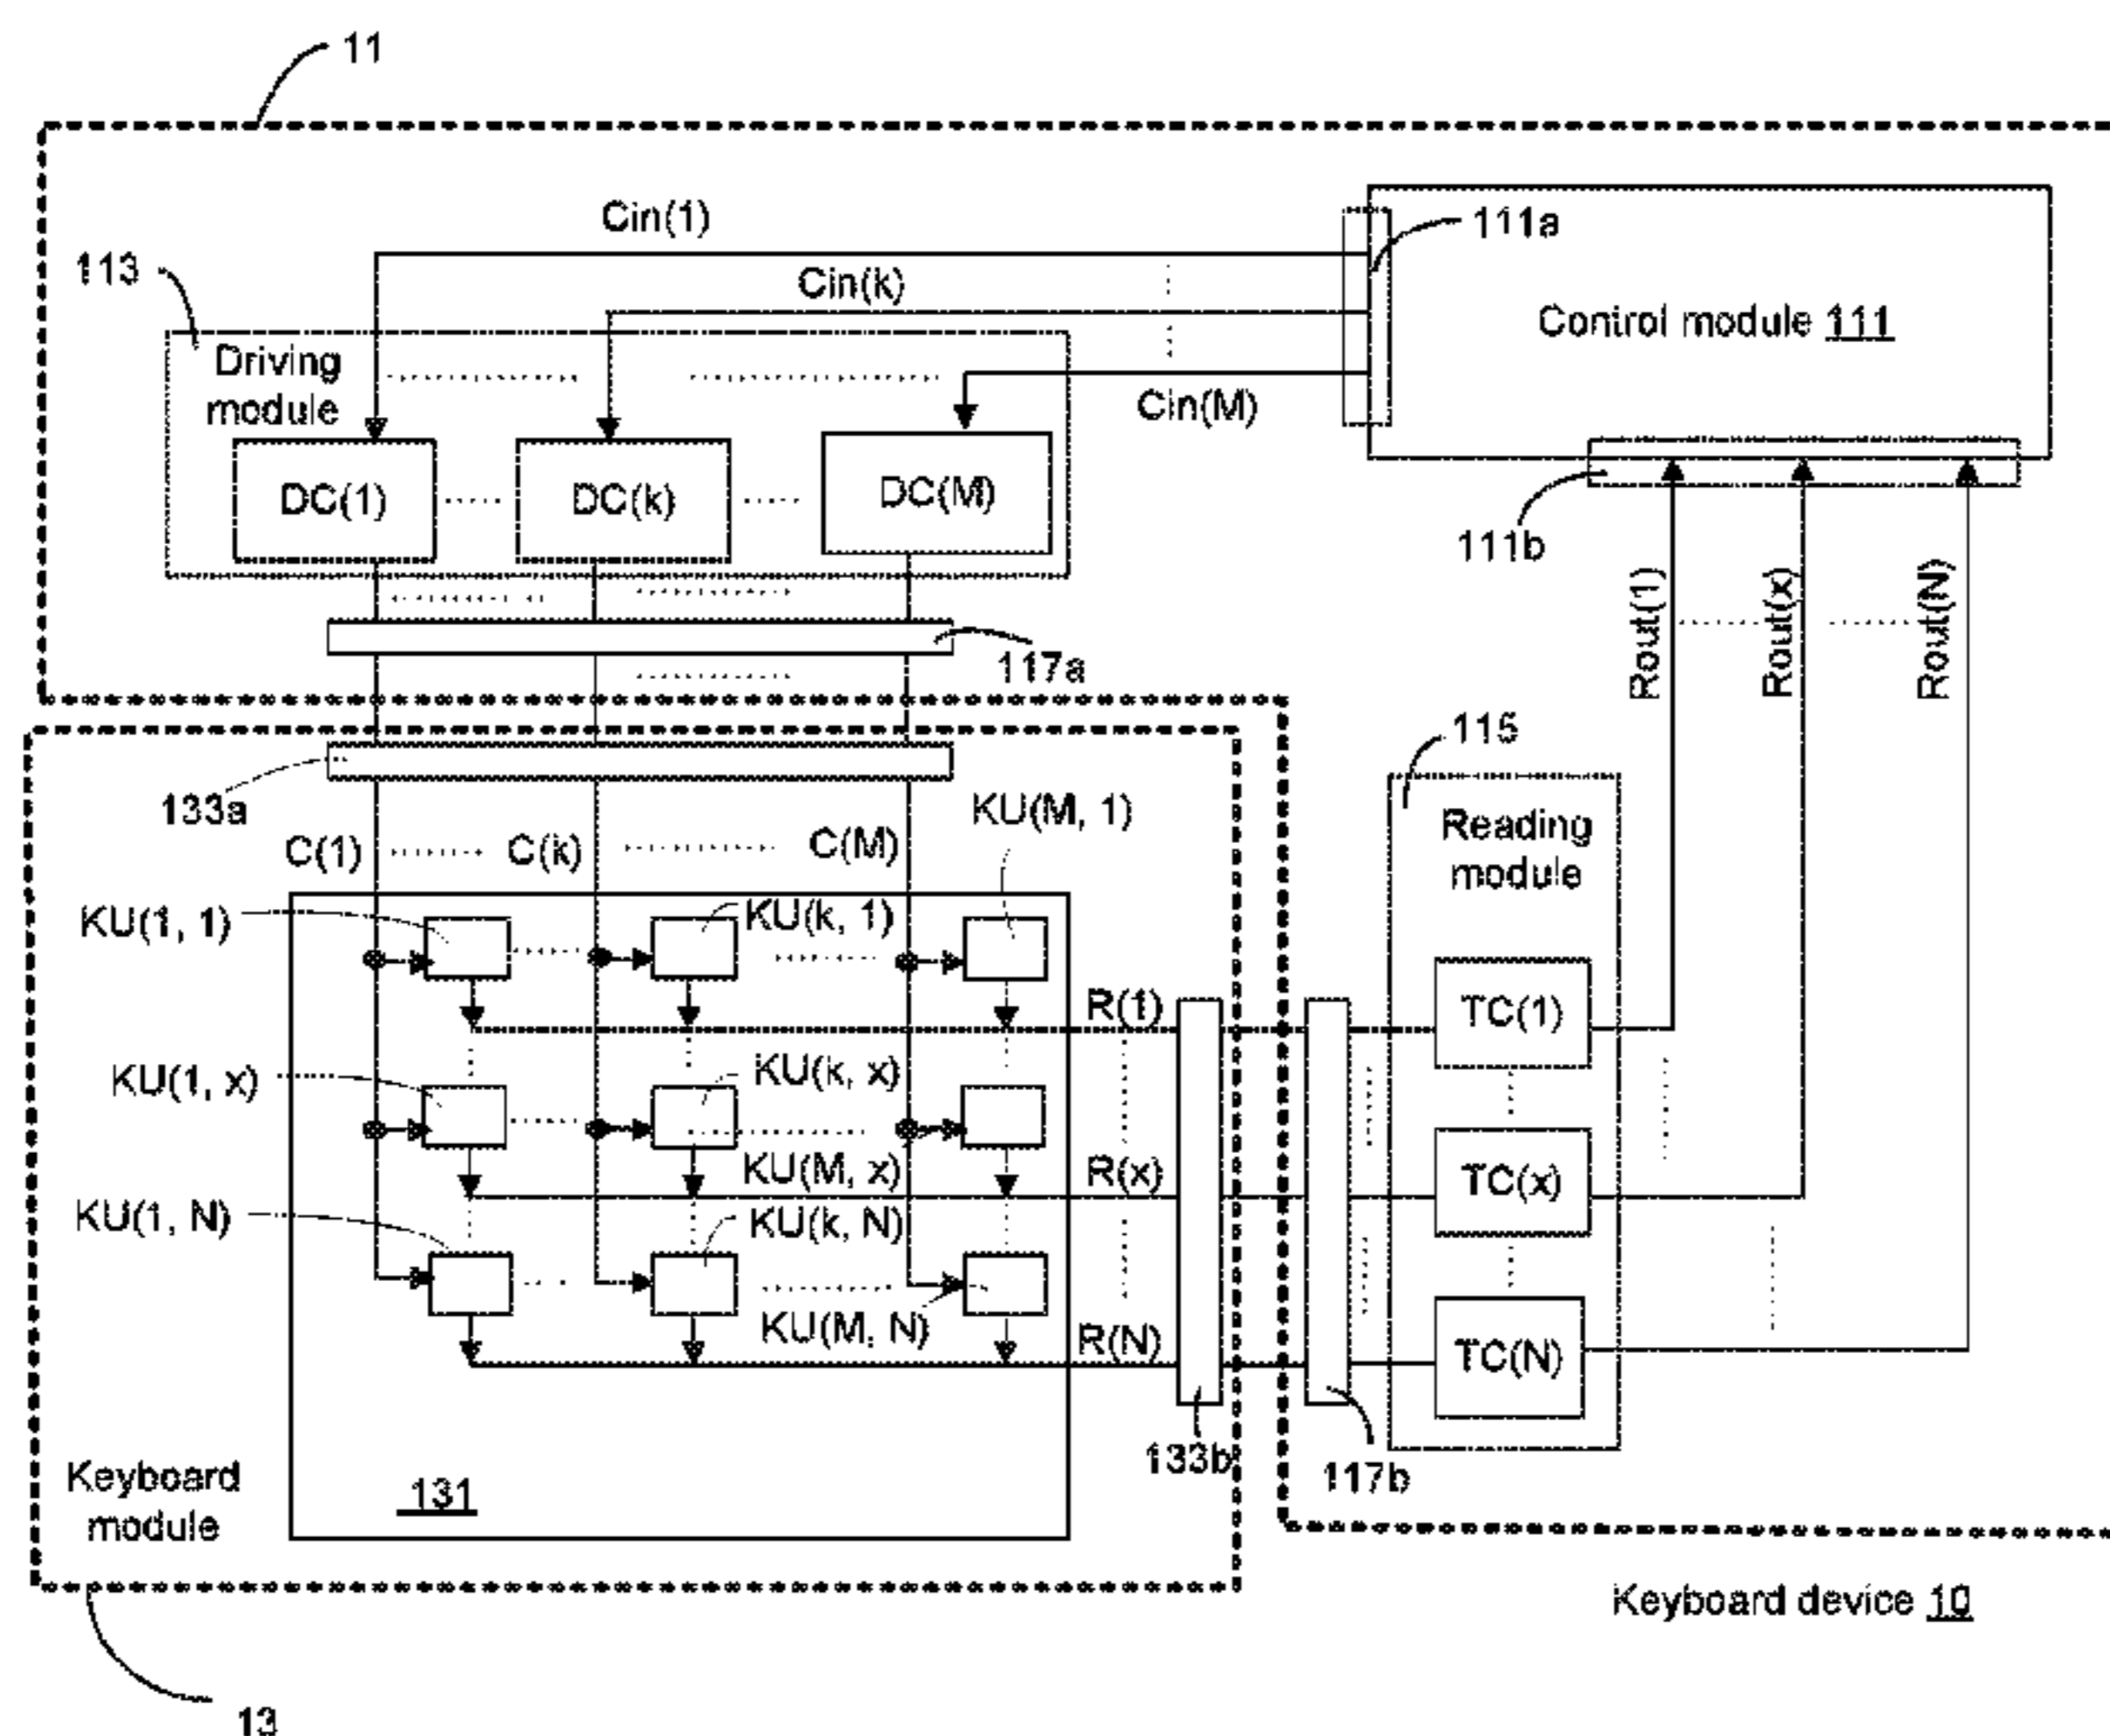 11
Cin(1)
111a
113
Cin(k)
Control module 111
Driving
module
Cin(M)
DC(1)
DC(k)
DC(M)
111b
Rout(1)
Rout(x)
Rout(N)
117a
115
133a
KU(M, 1)
Reading
module
C(1)
C(k)
C(M)
KU(1, 1)
KU(k, 1)
R(1)
TC(1)
KU(1, x)
KU(k, x)
KU(M, x)
R(x)
TC(x)
KU(1, N)
KU(k, N)
KU(M, N)
R(N)
TC(N)
133b
117b
Keyboard
module
131
Keyboard device 10
13